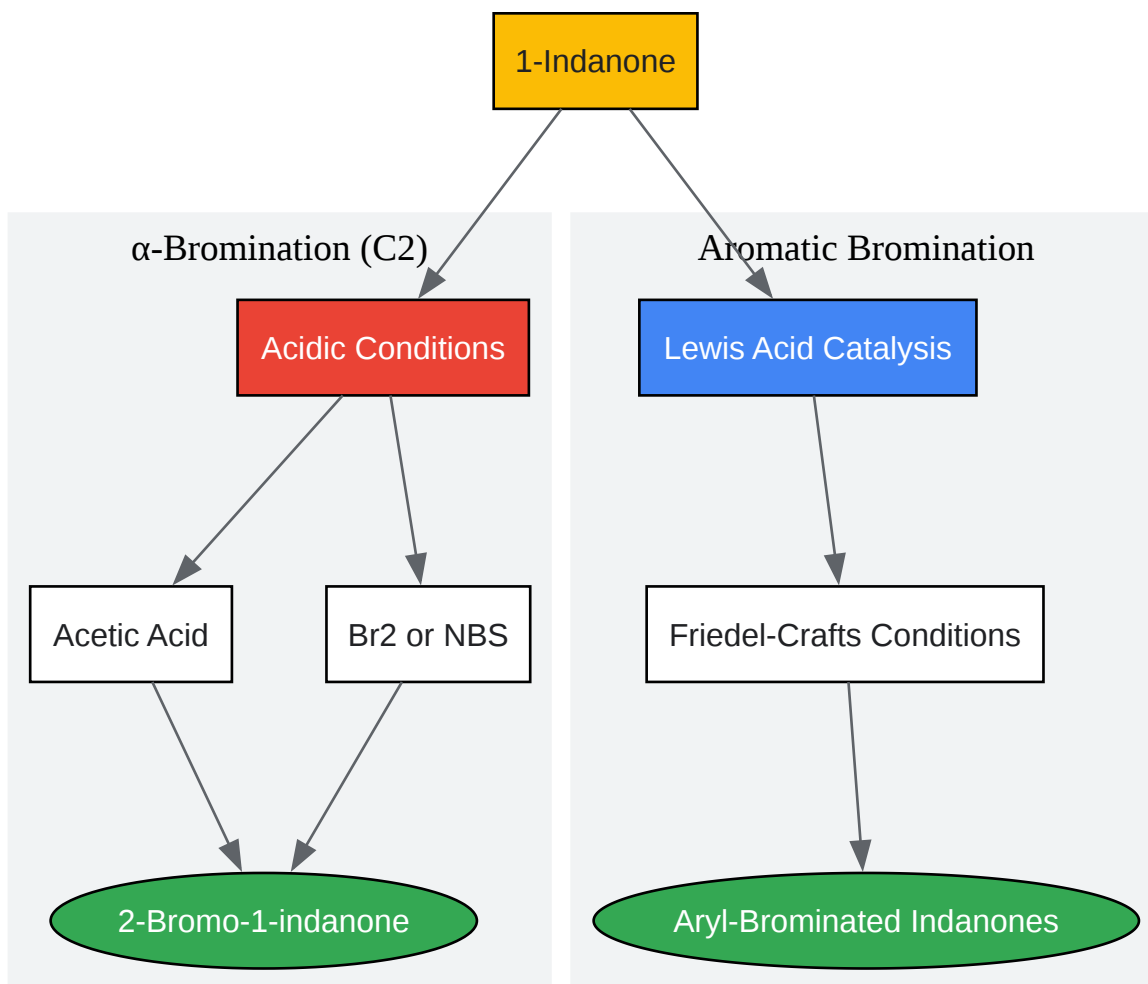 1-Indanone
α-Bromination (C2)
Aromatic Bromination
Acidic Conditions
Lewis Acid Catalysis
Acetic Acid
Br2 or NBS
Friedel-Crafts Conditions
2-Bromo-1-indanone
Aryl-Brominated Indanones